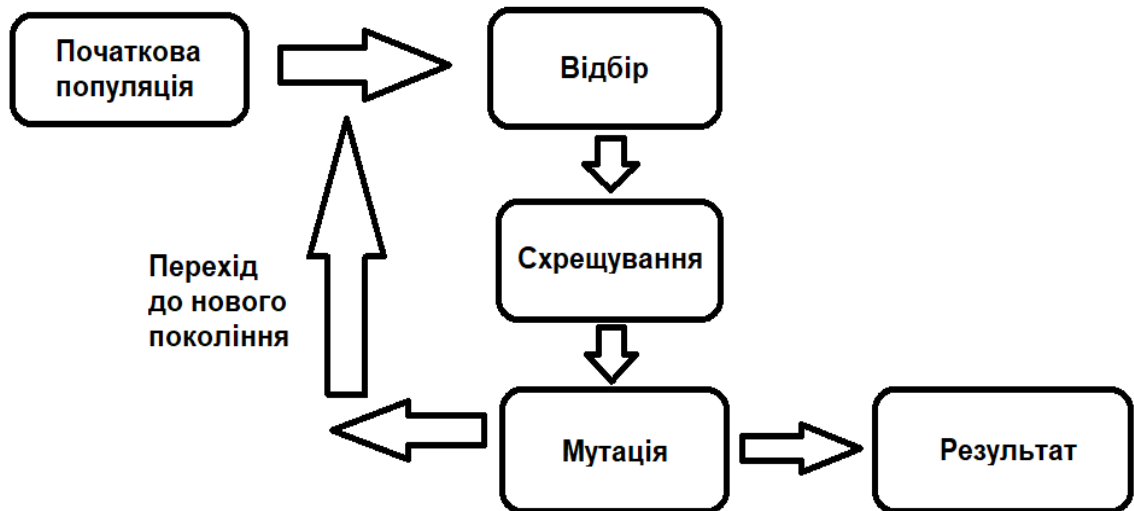 Початкова
популяція
Відбір
Схрещування
Перехід
до нового
покоління
Мутація
Результат